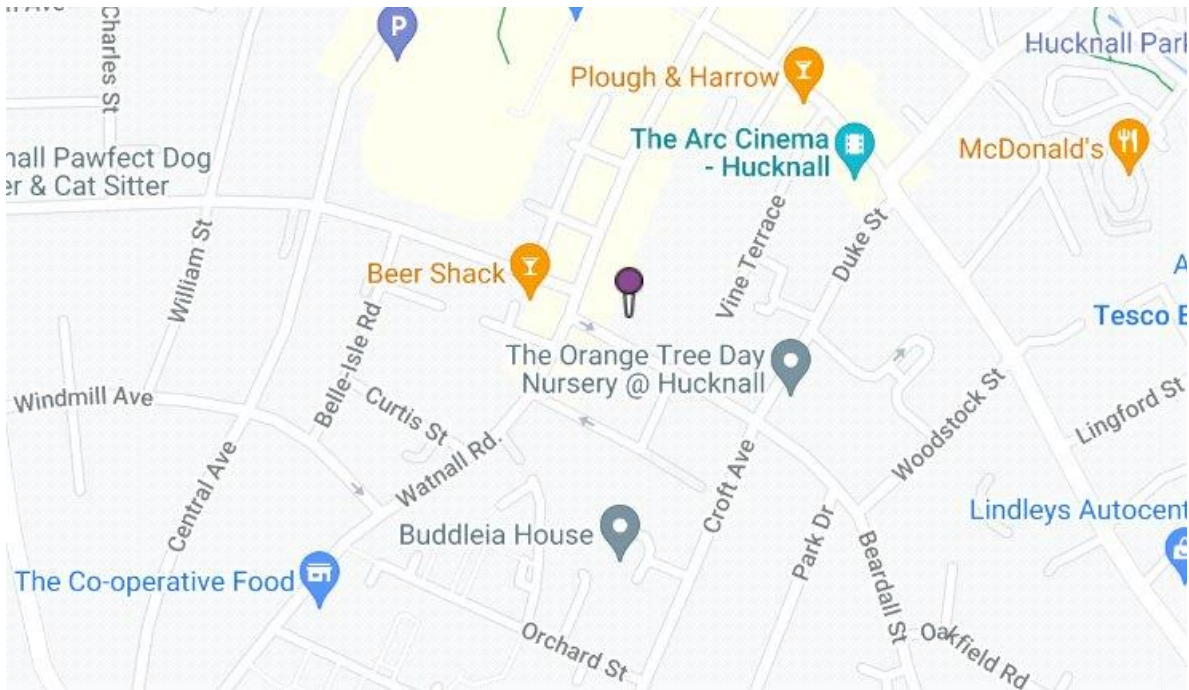 Charles St
P
Plough & Harrow
Hucknall Park
The Arc Cinema
- Hucknall
McDonald's
nall Pawfect Dog
er & Cat Sitter
William St
Beer Shack
Vine Terrace
Duke St
Tesco E
The Orange Tree Day
Nursery @ Hucknall
Belle-Isle Rd
Windmill Ave
Curtis St
Watnall Rd.
Woodstock St
Lingford St
Central Ave
Croft Ave
Lindleys Autocent
Buddleia House
Park Dr
Beardall St
The Co-operative Food
Orchard St
Oakfield Rd